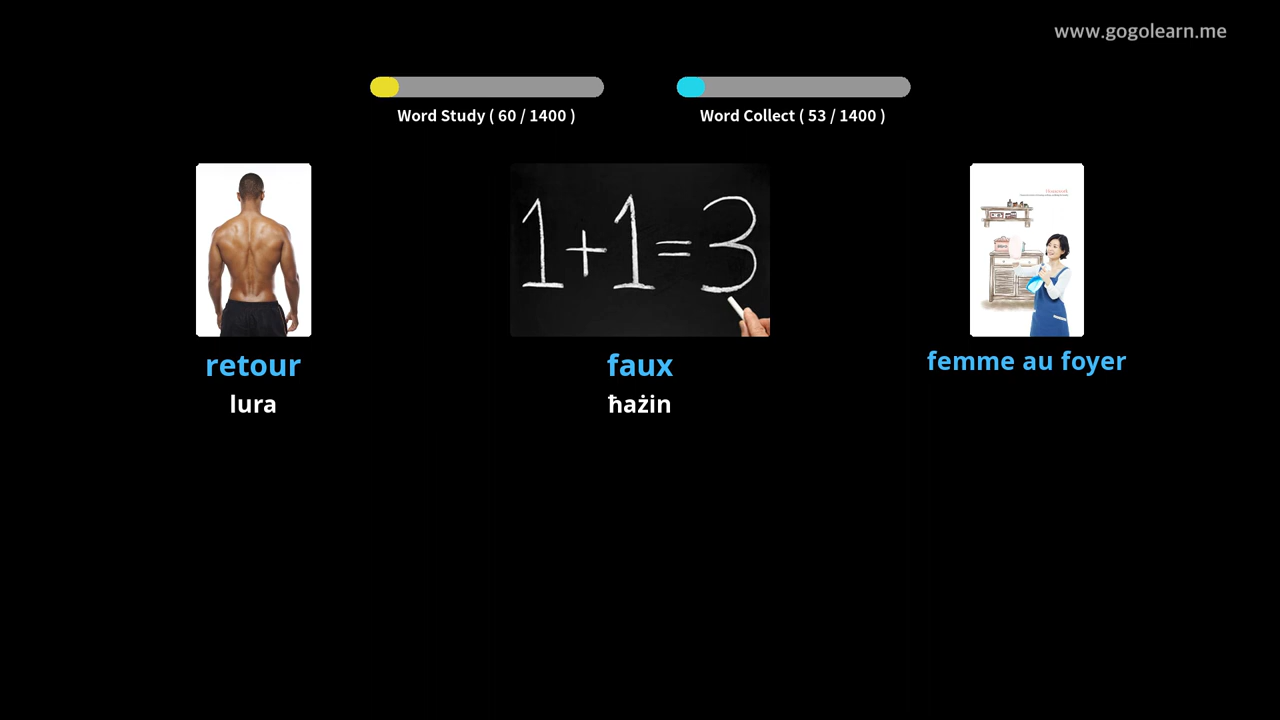 www.gogolearn.me
Word Study ( 60 / 1400 )
Word Collect ( 53 / 1400 )
1+1=3
retour
lura
faux
ħażin
femme au foyer